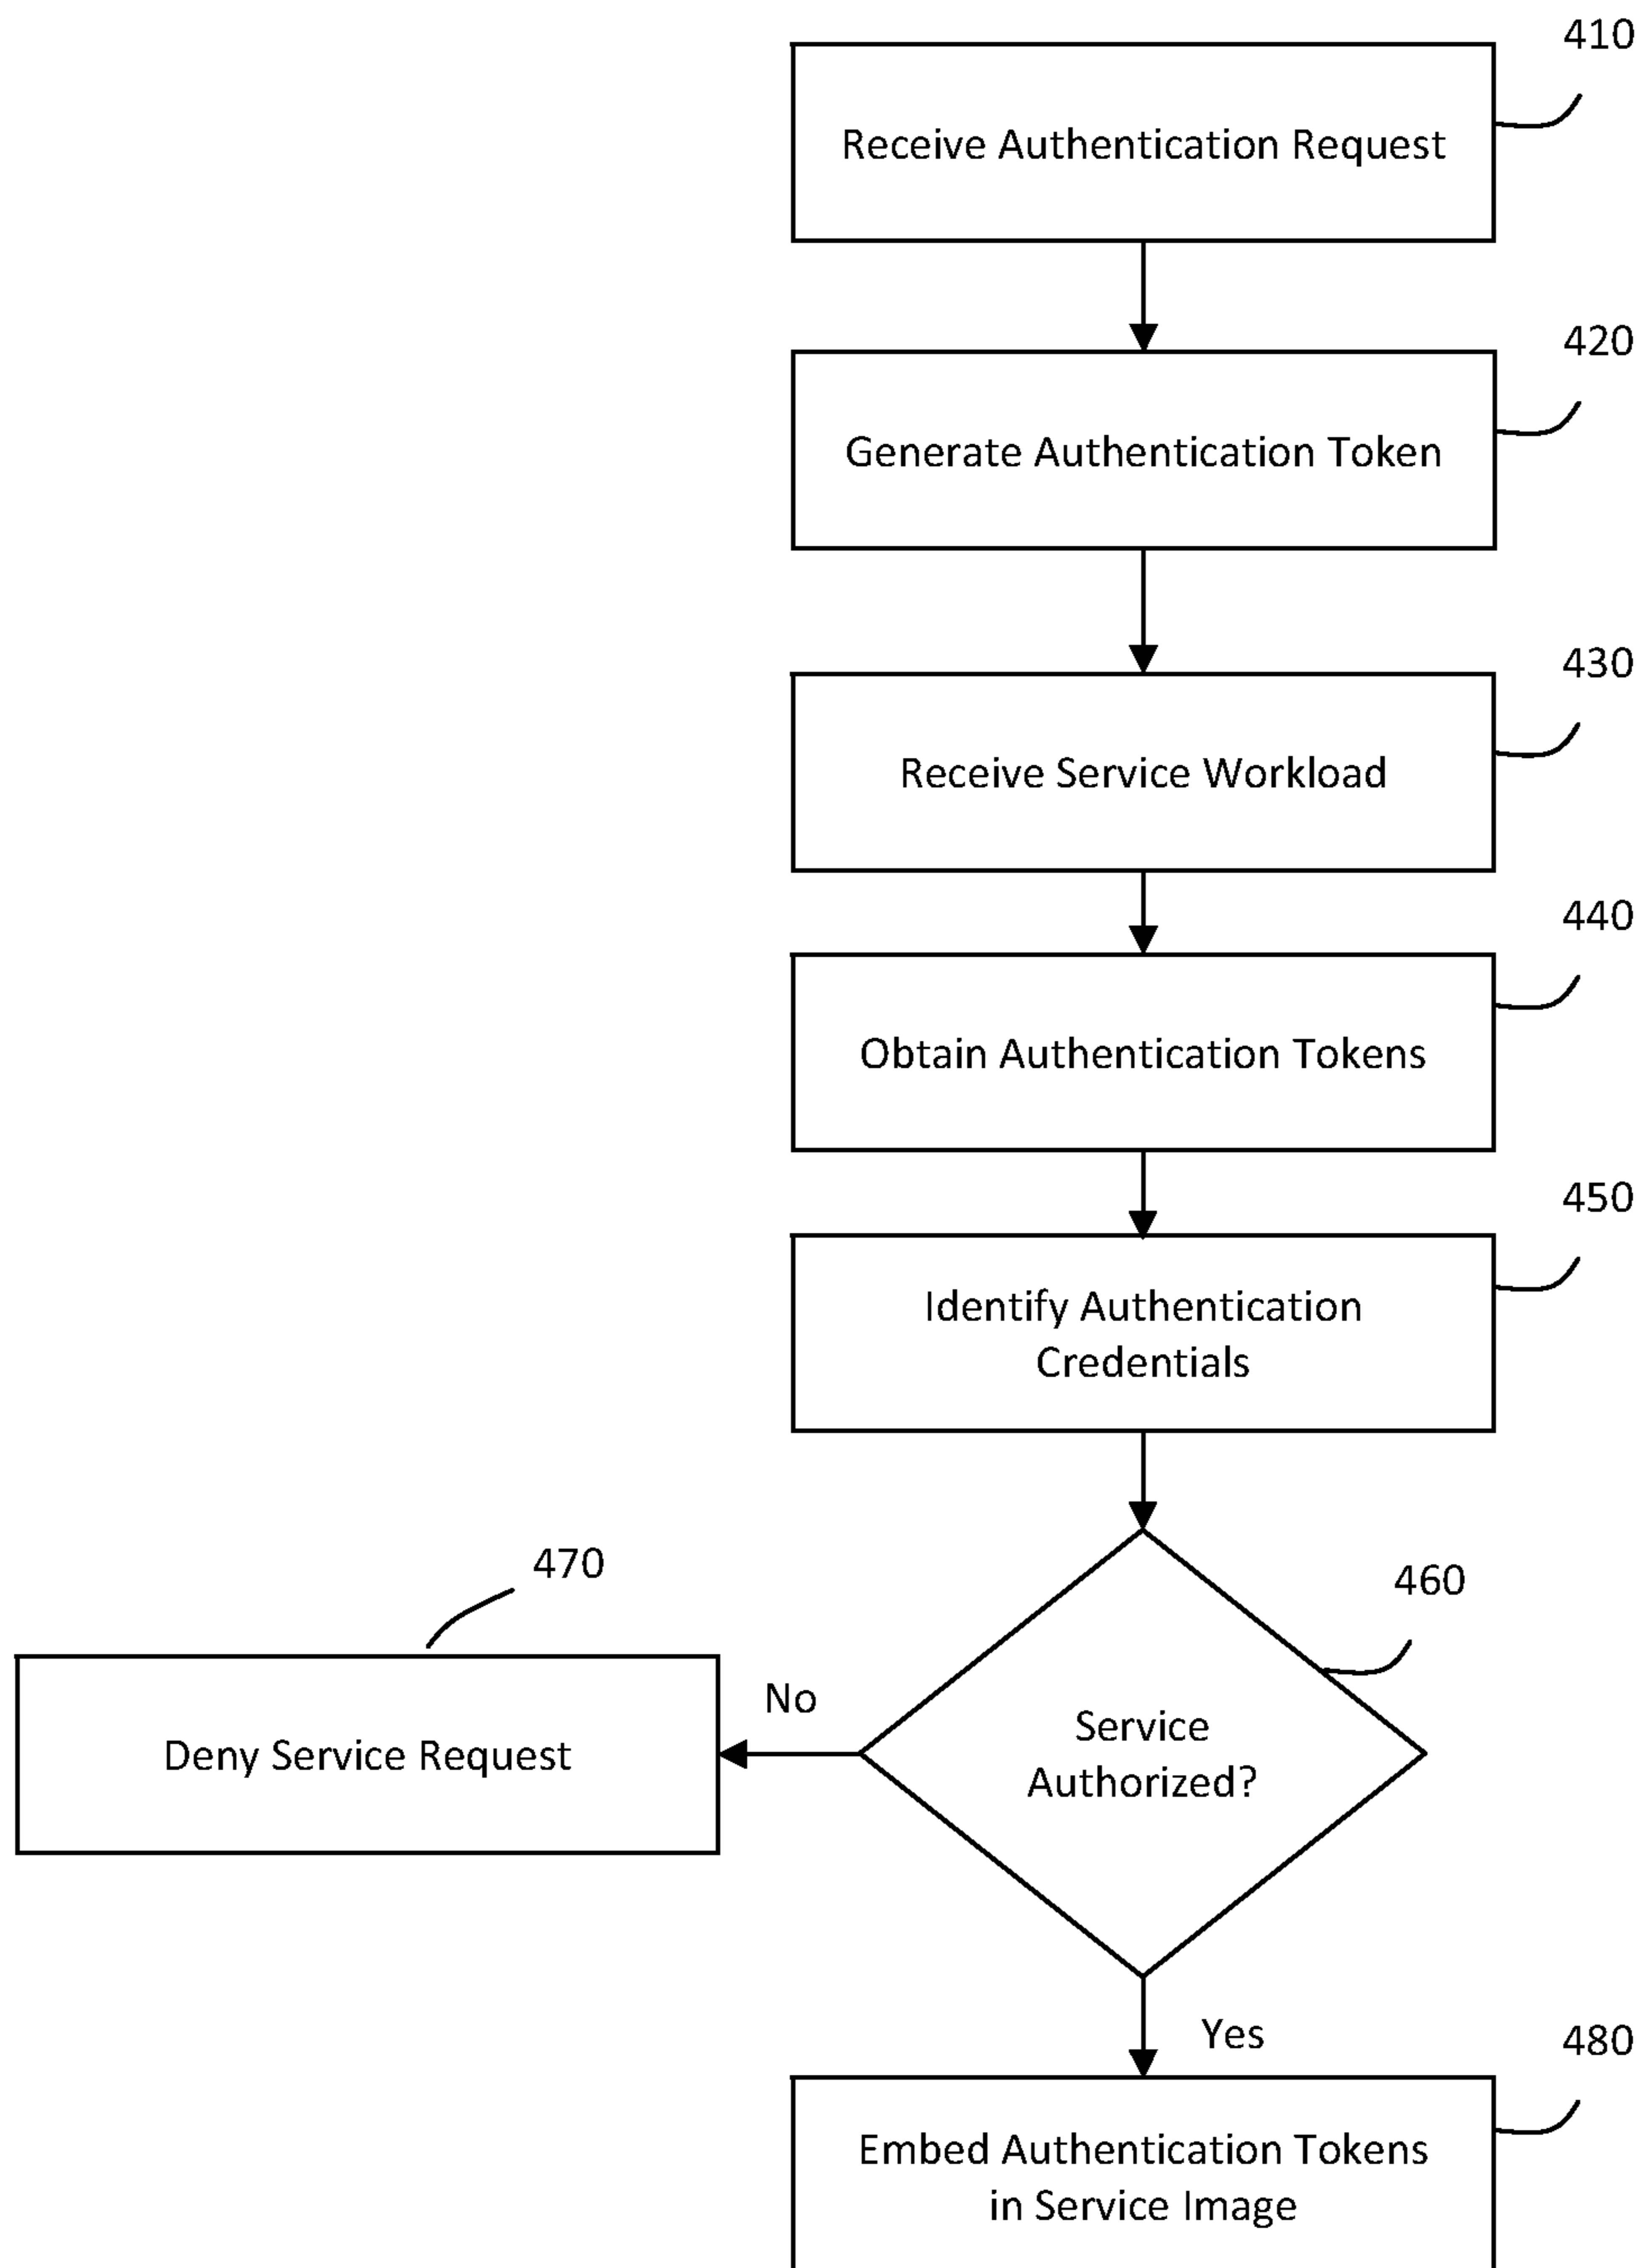 410
Receive Authentication Request
420
Generate Authentication Token
430
Receive Service Workload
440
Obtain Authentication Tokens
450
Identify Authentication
Credentials
470
460
No
Service
Authorized?
Deny Service Request
Yes
480
Embed Authentication Tokens
in Service Image